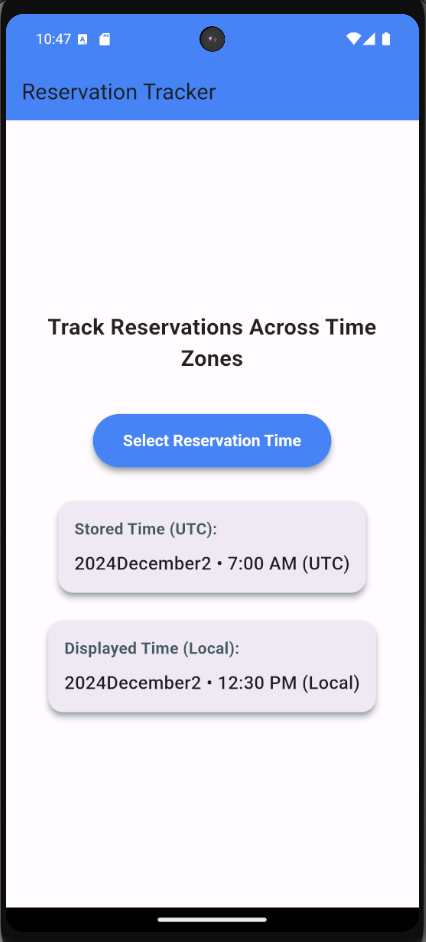 10:47
Reservation Tracker
Track Reservations Across Time
Zones
Select Reservation Time
Stored Time (UTC):
2024December2 • 7:00 AM (UTC)
Displayed Time (Local):
2024December2 • 12:30 PM (Local)